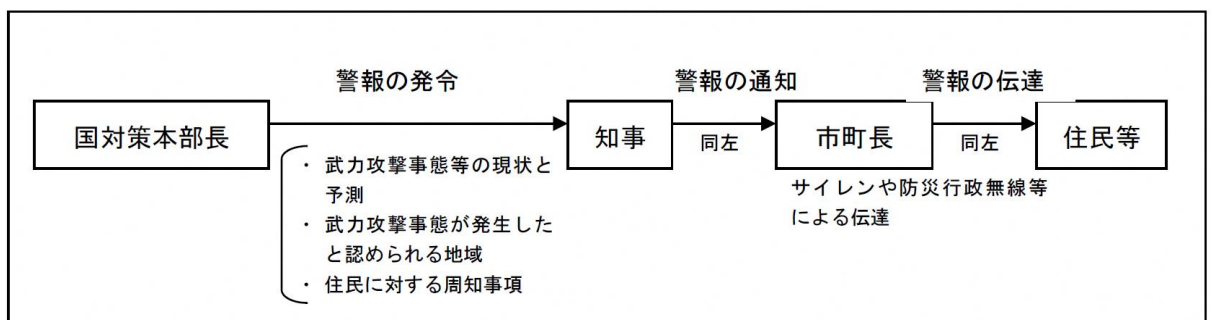 警報の発令
警報の通知
警報の伝達
国対策本部長
知事
市町長
住民等
同左
同左
・ 武力攻撃事態等の現状と
予測
・ 武力攻撃事態が発生した
と認められる地域
・ 住民に対する周知事項
サイレンや防災行政無線等
による伝達